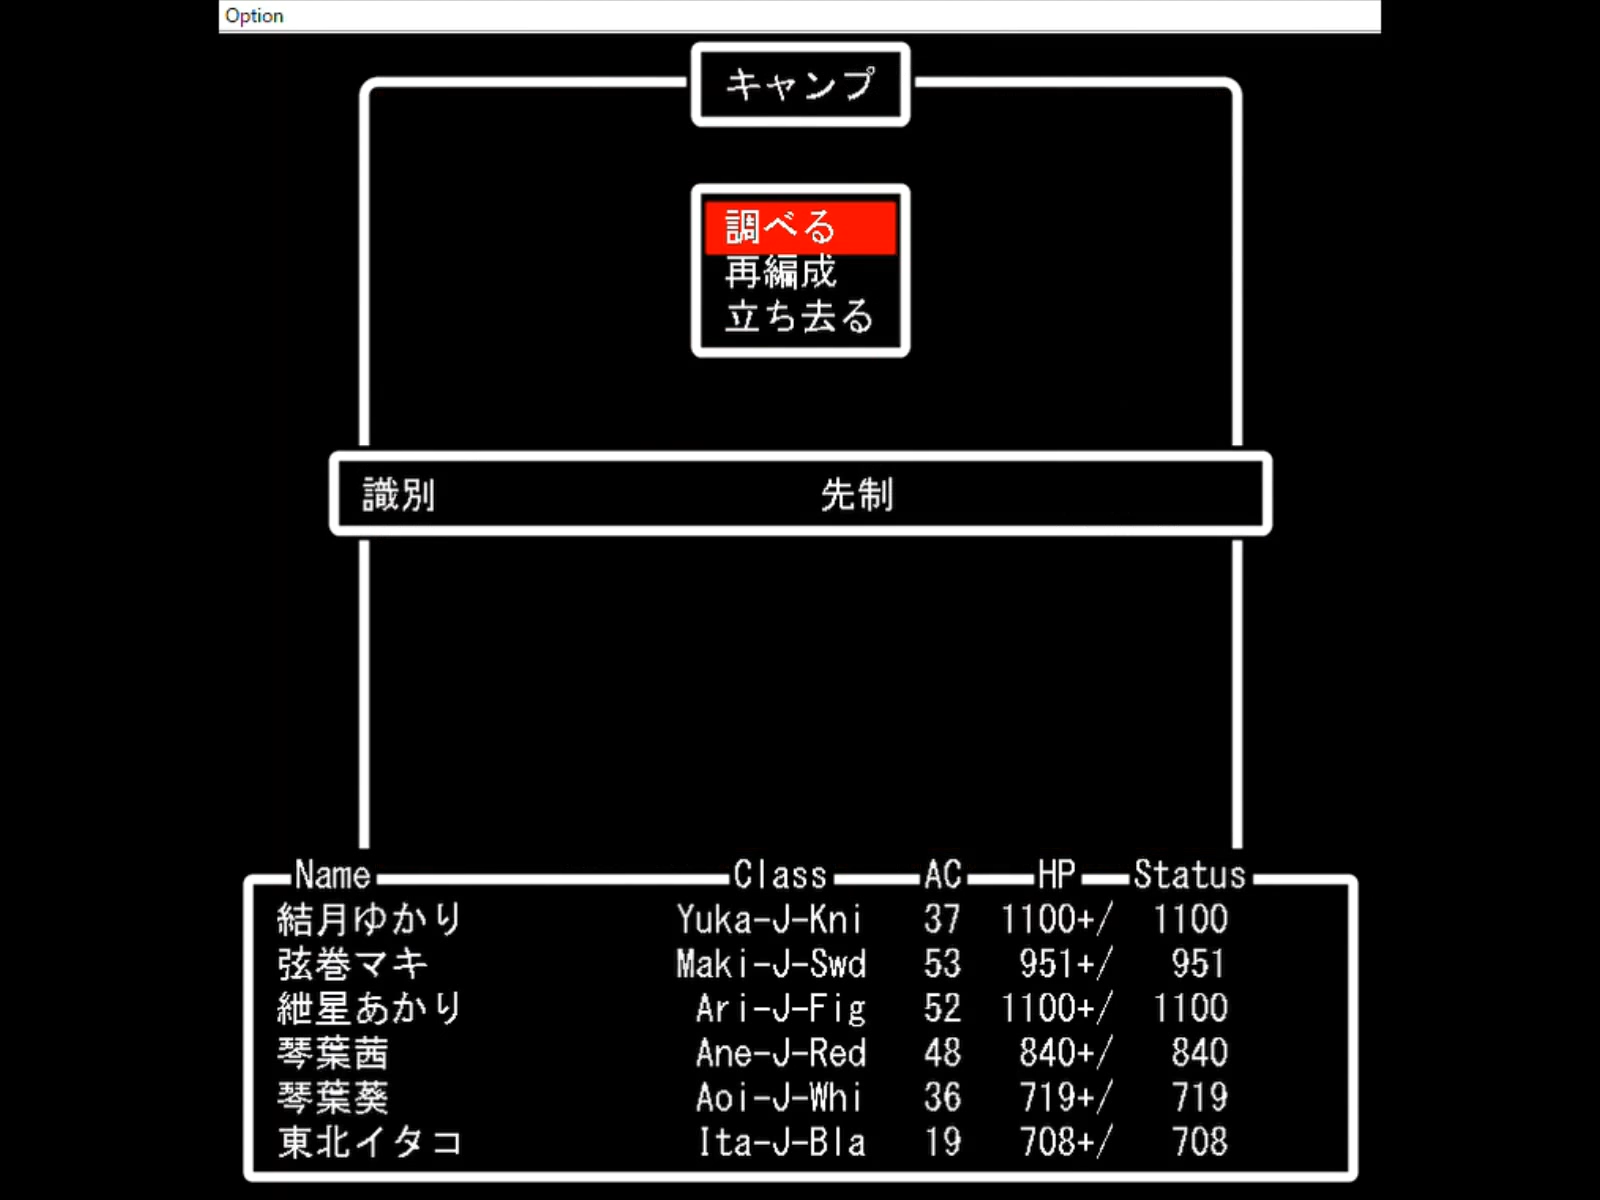 Option
キャンプ
調べる
再編成
立ち去る
識別 先制
Name Class AC HP Status
結月ゆかり Yuka-J-Kni 37 1100+/ 1100
弦巻マキ Maki-J-Swd 53 951+/ 951
紲星あかり Ari-J-Fig 52 1100+/ 1100
琴葉茜 Ane-J-Red 48 840+/ 840
琴葉葵 Aoi-J-Whi 36 719+/ 719
東北イタコ Ita-J-Bla 19 708+/ 708